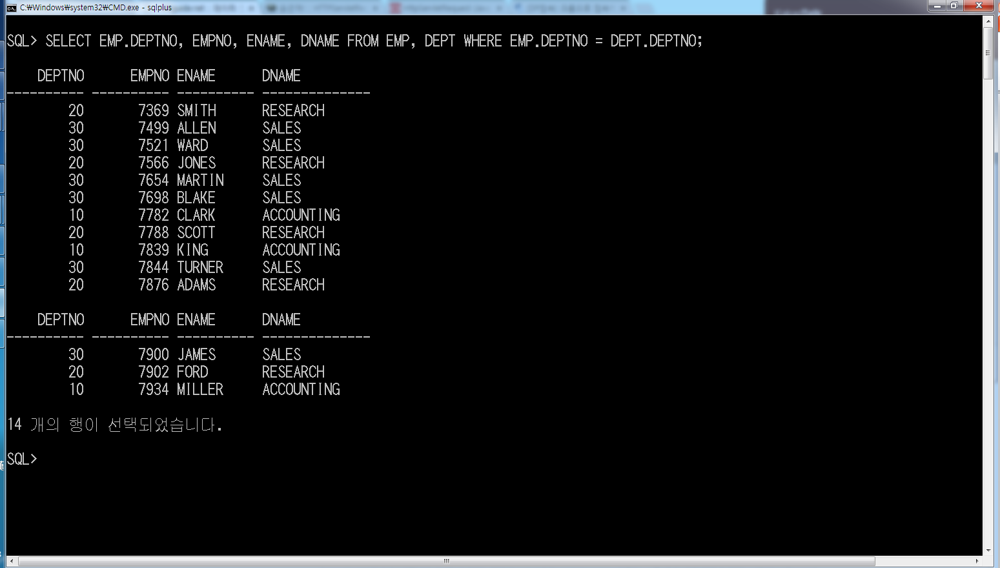 C:₩Windows₩system32₩CMD.exe - sqlplus
SQL> SELECT EMP.DEPTNO, EMPNO, ENAME, DNAME FROM EMP, DEPT WHERE EMP.DEPTNO = DEPT.DEPTNO;
DEPTNO EMPNO ENAME DNAME
---------- ---------- ---------- --------------
20 7369 SMITH RESEARCH
30 7499 ALLEN SALES
30 7521 WARD SALES
20 7566 JONES RESEARCH
30 7654 MARTIN SALES
30 7698 BLAKE SALES
10 7782 CLARK ACCOUNTING
20 7788 SCOTT RESEARCH
10 7839 KING ACCOUNTING
30 7844 TURNER SALES
20 7876 ADAMS RESEARCH
DEPTNO EMPNO ENAME DNAME
---------- ---------- ---------- --------------
30 7900 JAMES SALES
20 7902 FORD RESEARCH
10 7934 MILLER ACCOUNTING
14 개의 행이 선택되었습니다.
SQL>